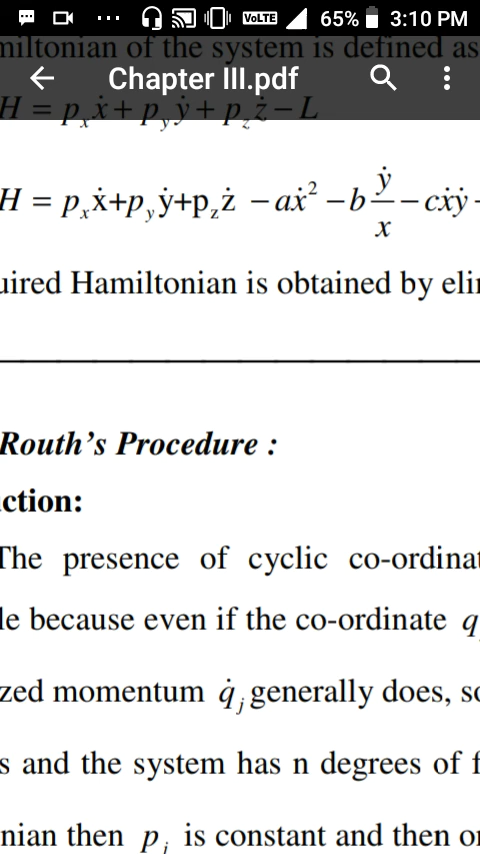 VoLTE 65% 3:10 PM
miltonian of the system is defined as
Chapter III.pdf
H = pₓẋ + p_yẏ + p_zż − L
H = pₓẋ+p_yẏ+p_zż − aẋ² − b ẏ/x − cẋẏ -
uired Hamiltonian is obtained by eli
Routh's Procedure :
ction:
The presence of cyclic co-ordinat
le because even if the co-ordinate q
zed momentum q̇ⱼ generally does, so
s and the system has n degrees of f
nian then pⱼ is constant and then o